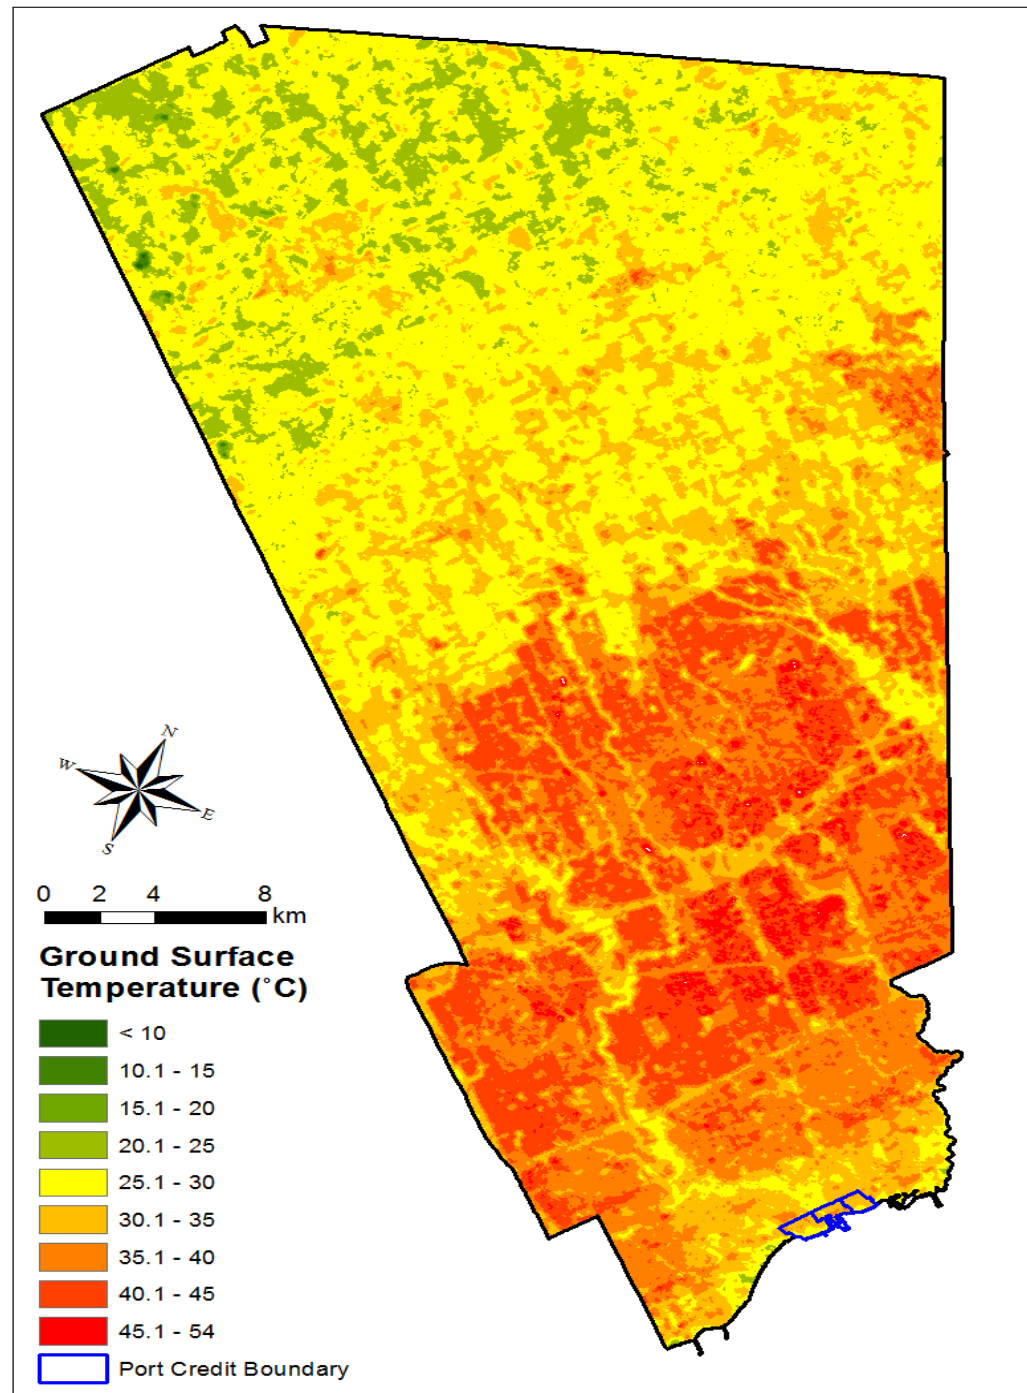 N
W
E
S
0 2 4 8
km
Ground Surface
Temperature (˚C)
< 10
10.1 - 15
15.1 - 20
20.1 - 25
25.1 - 30
30.1 - 35
35.1 - 40
40.1 - 45
45.1 - 54
Port Credit Boundary